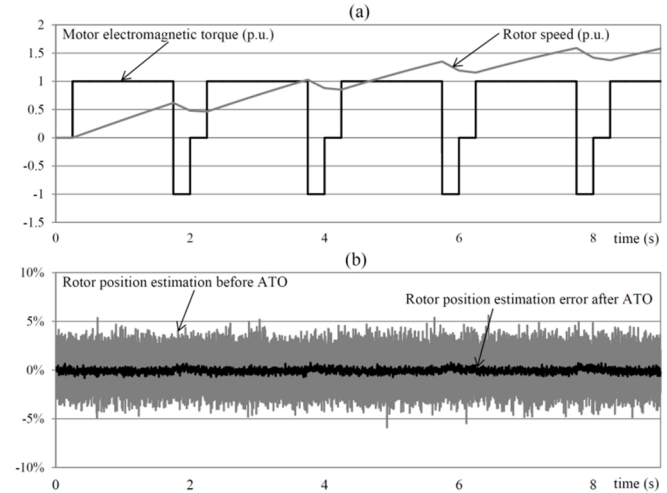 (a)
2
Motor electromagnetic torque (p.u.)
Rotor speed (p.u.)
1.5
1
0.5
0
-0.5
-1
-1.5
0 2 4 6 8 time (s)
(b)
10%
Rotor position estimation before ATO
Rotor position estimation error after ATO
5%
0%
-5%
-10%
0 2 4 6 8 time (s)